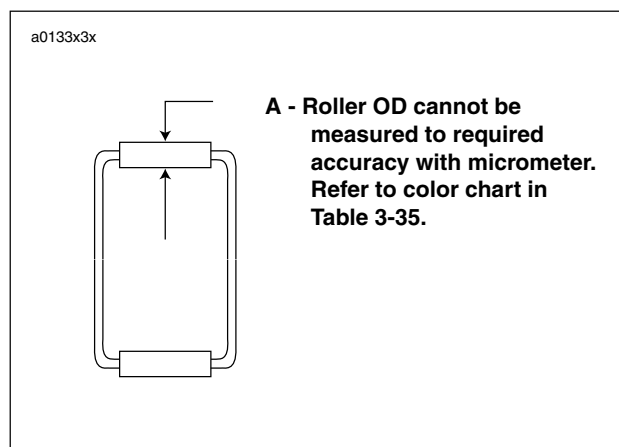 a0133x3x
A - Roller OD cannot be
measured to required
accuracy with micrometer.
Refer to color chart in
Table 3-35.